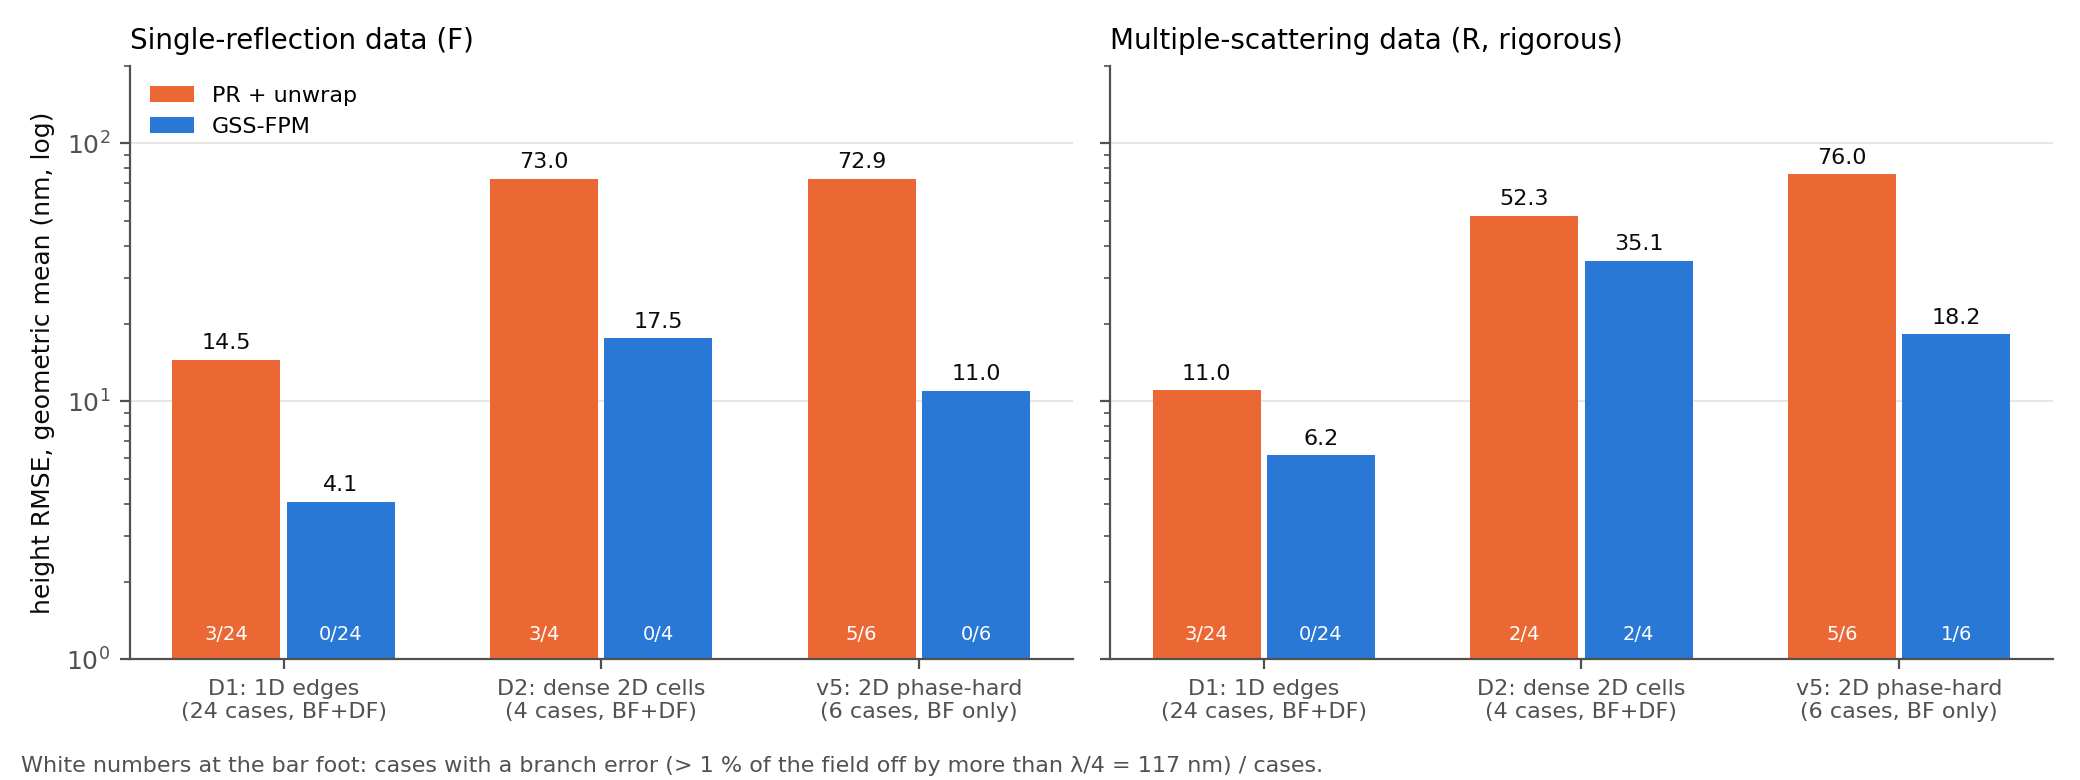 Single-reflection data (F)
PR + unwrap
GSS-FPM
height RMSE, geometric mean (nm, log)
10²
10¹
10⁰
14.5
4.1
73.0
17.5
72.9
11.0
3/24
0/24
3/4
0/4
5/6
0/6
D1: 1D edges
(24 cases, BF+DF)
D2: dense 2D cells
(4 cases, BF+DF)
v5: 2D phase-hard
(6 cases, BF only)
Multiple-scattering data (R, rigorous)
11.0
6.2
52.3
35.1
76.0
18.2
3/24
0/24
2/4
2/4
5/6
1/6
D1: 1D edges
(24 cases, BF+DF)
D2: dense 2D cells
(4 cases, BF+DF)
v5: 2D phase-hard
(6 cases, BF only)
White numbers at the bar foot: cases with a branch error (> 1 % of the field off by more than λ/4 = 117 nm) / cases.